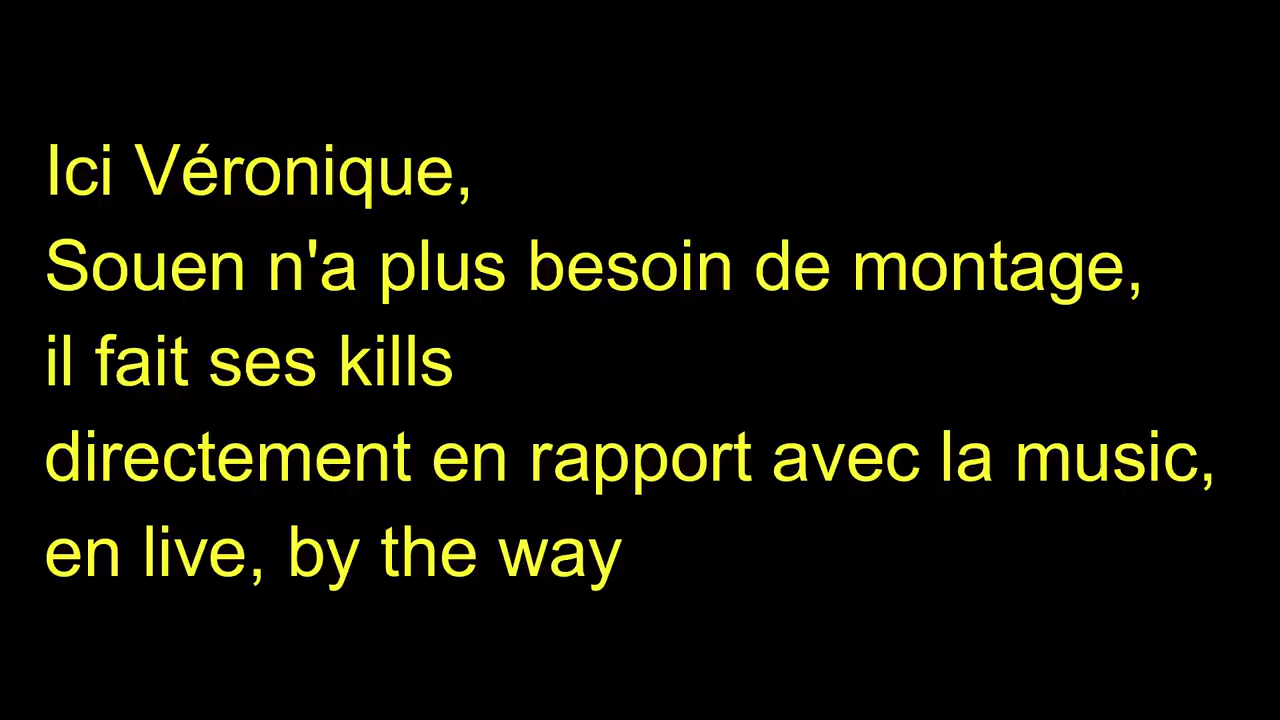 Ici Véronique,
Souen n'a plus besoin de montage,
il fait ses kills
directement en rapport avec la music,
en live, by the way